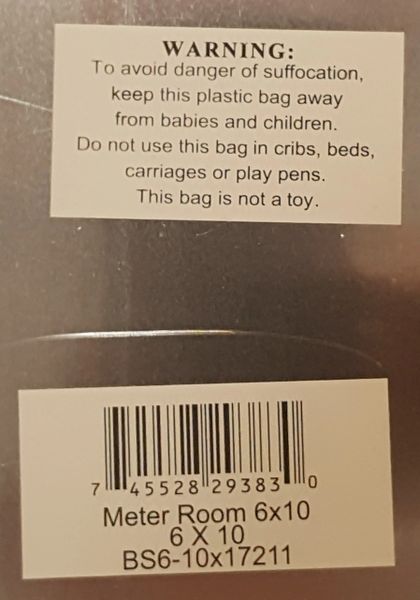 WARNING:
To avoid danger of suffocation,
keep this plastic bag away
from babies and children.
Do not use this bag in cribs, beds,
carriages or play pens.
This bag is not a toy.
7 45528 29383 0
Meter Room 6x10
6 X 10
BS6-10x17211